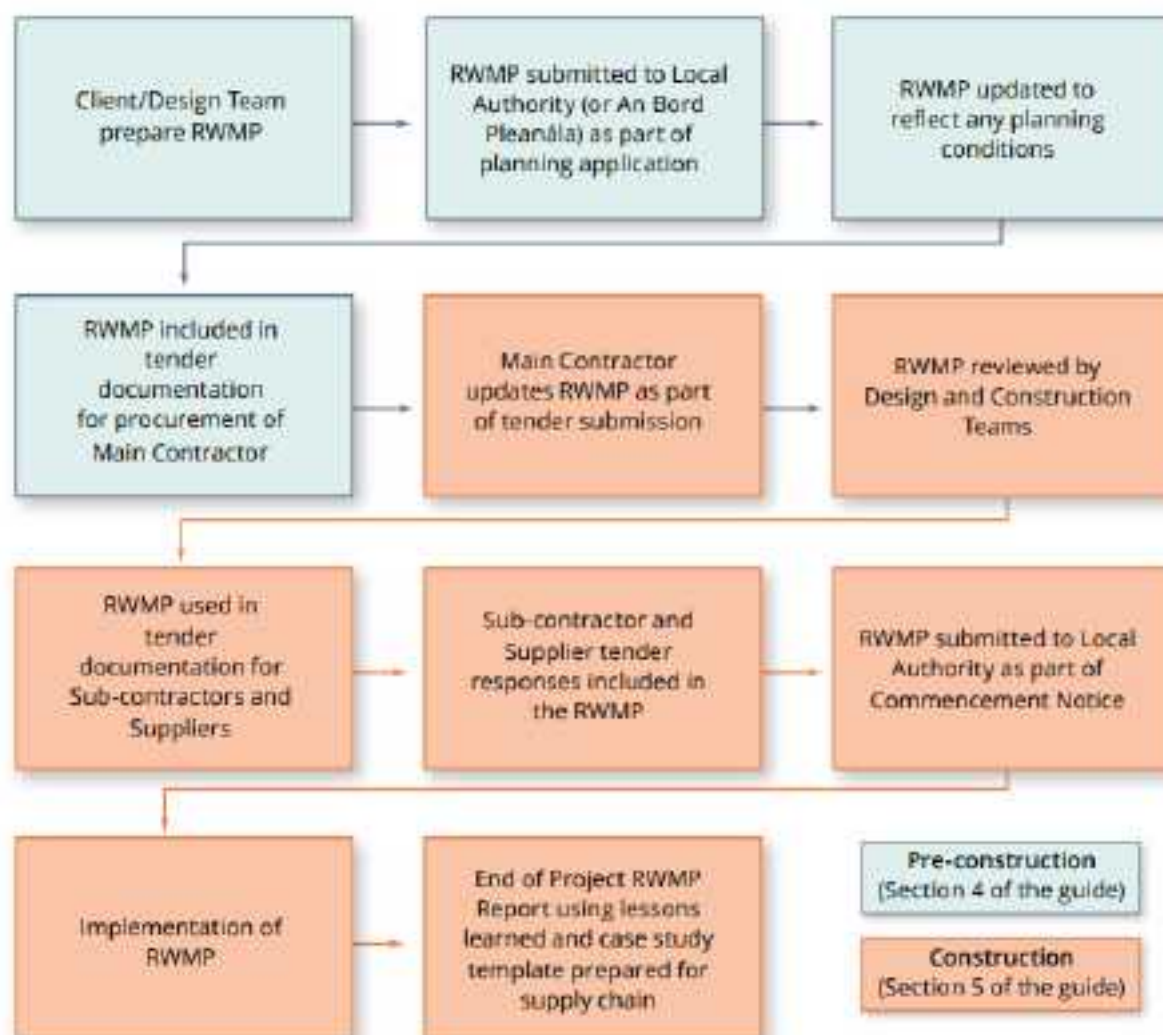 Client/Design Team
prepare RWMP
RWMP submitted to Local
Authority (or An Bord
Pleanála) as part of
planning application
RWMP updated to
reflect any planning
conditions
RWMP included in
tender
documentation
for procurement of
Main Contractor
Main Contractor
updates RWMP as part
of tender submission
RWMP reviewed by
Design and Construction
Teams
RWMP used in
tender
documentation for
Sub-contractors and
Suppliers
Sub-contractor and
Supplier tender
responses included in
the RWMP
RWMP submitted to Local
Authority as part of
Commencement Notice
Implementation of
RWMP
End of Project RWMP
Report using lessons
learned and case study
template prepared for
supply chain
Pre-construction
(Section 4 of the guide)
Construction
(Section 5 of the guide)